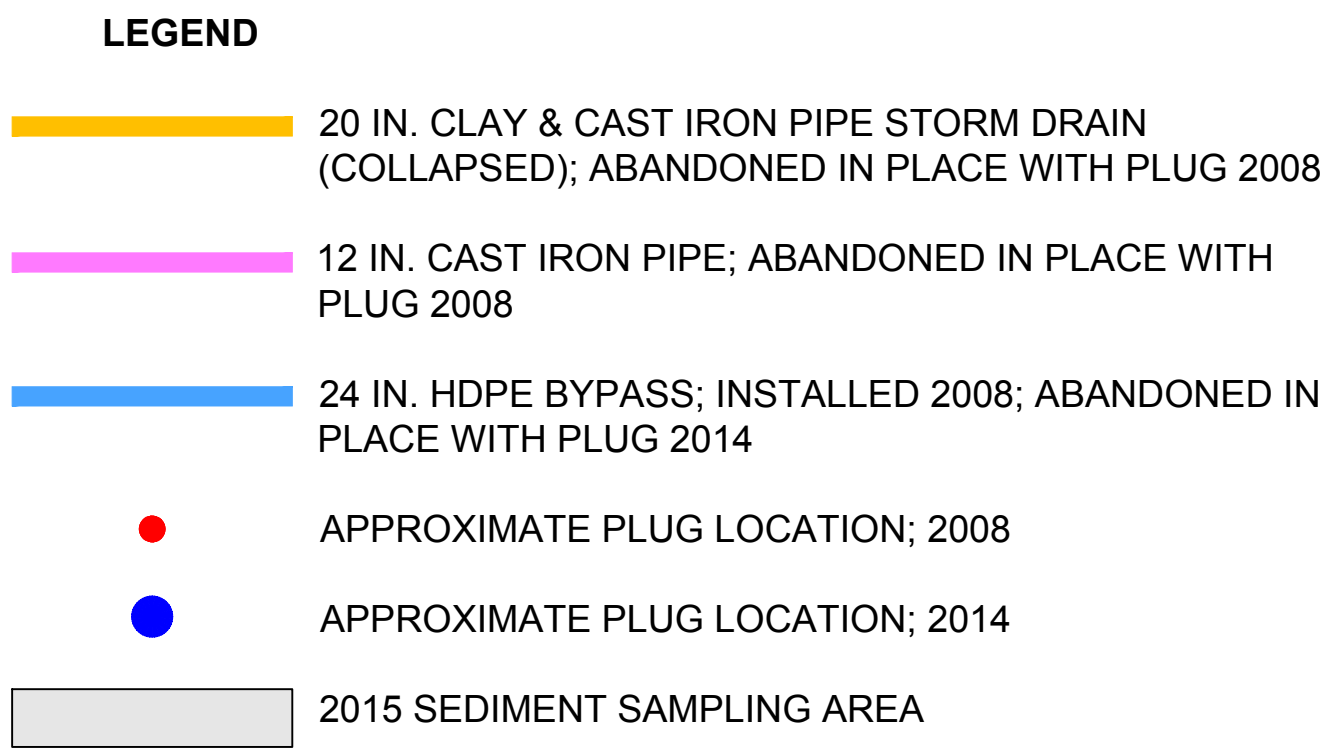 LEGEND
20 IN. CLAY & CAST IRON PIPE STORM DRAIN
(COLLAPSED); ABANDONED IN PLACE WITH PLUG 2008
12 IN. CAST IRON PIPE; ABANDONED IN PLACE WITH
PLUG 2008
24 IN. HDPE BYPASS; INSTALLED 2008; ABANDONED IN
PLACE WITH PLUG 2014
APPROXIMATE PLUG LOCATION; 2008
APPROXIMATE PLUG LOCATION; 2014
2015 SEDIMENT SAMPLING AREA